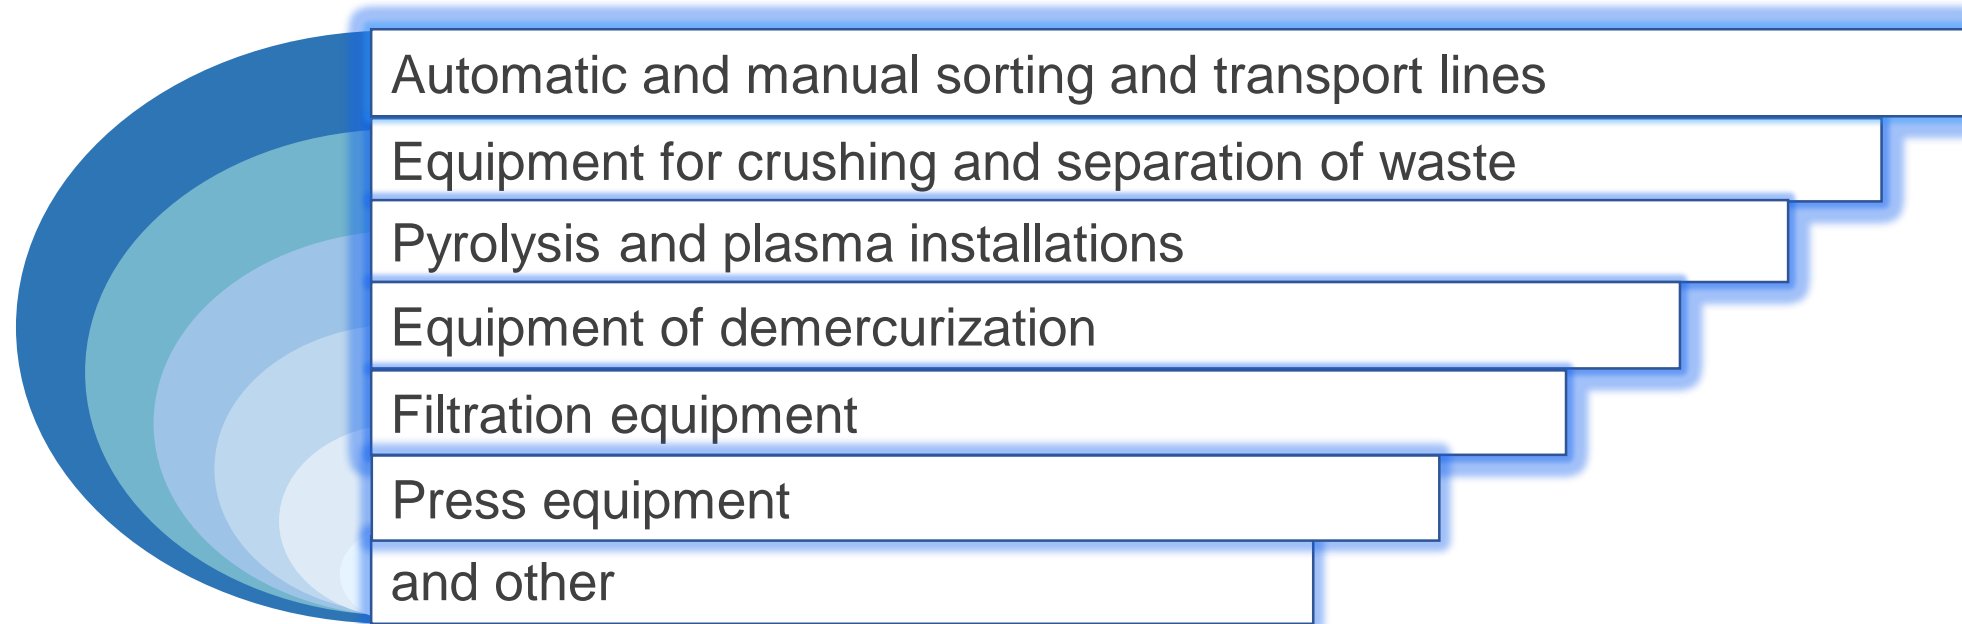 Automatic and manual sorting and transport lines
Equipment for crushing and separation of waste
Pyrolysis and plasma installations
Equipment of demercurization
Filtration equipment
Press equipment
and other